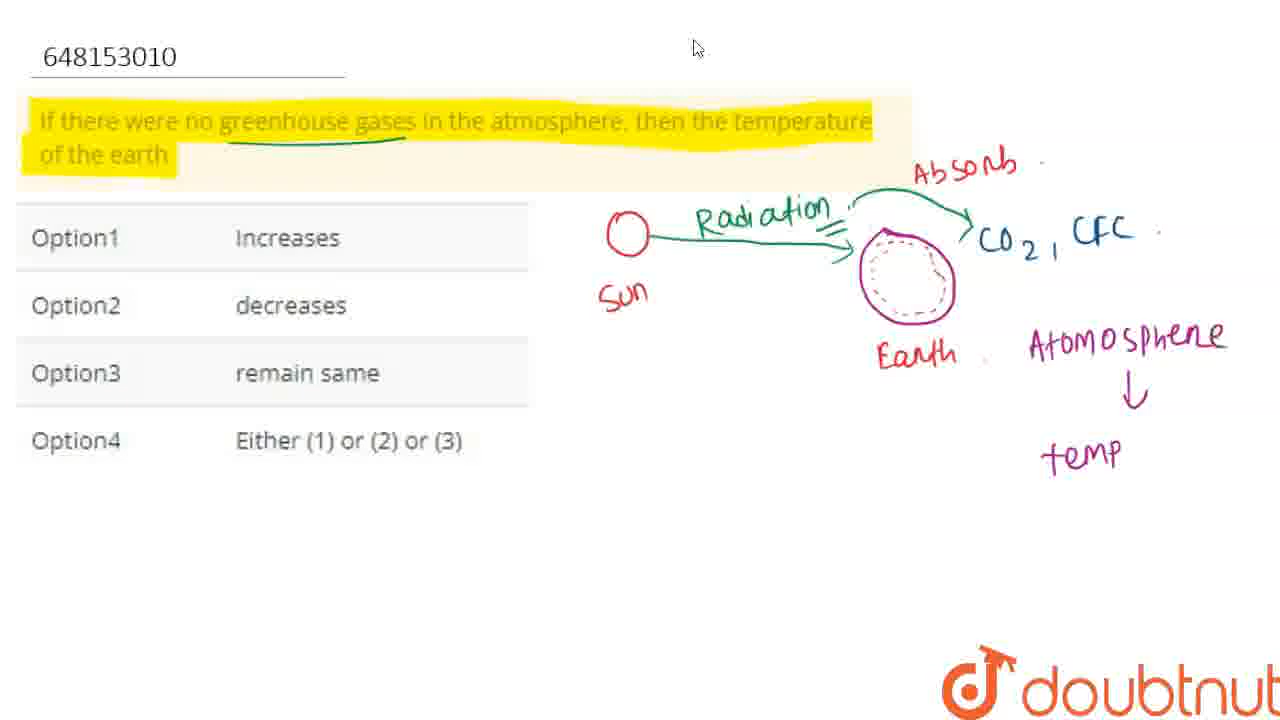 648153010
If there were no greenhouse gases in the atmosphere, then the temperature
of the earth
Option1 Increases
Option2 decreases
Option3 remain same
Option4 Either (1) or (2) or (3)
Absorb
Radiation
CO2, CFC
Sun
Earth
Atomosphere
temp
doubtnut